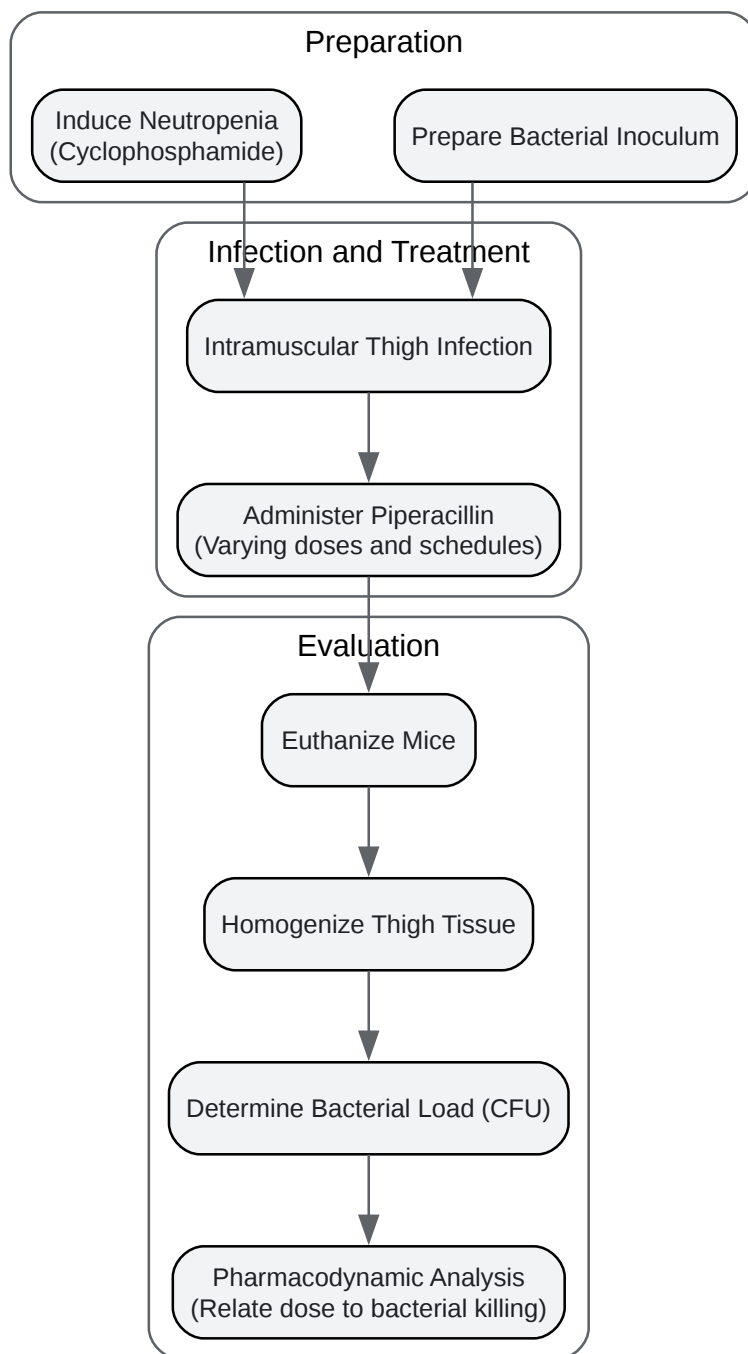 Preparation
Induce Neutropenia
(Cyclophosphamide)
Prepare Bacterial Inoculum
Infection and Treatment
Intramuscular Thigh Infection
Administer Piperacillin
(Varying doses and schedules)
Evaluation
Euthanize Mice
Homogenize Thigh Tissue
Determine Bacterial Load (CFU)
Pharmacodynamic Analysis
(Relate dose to bacterial killing)